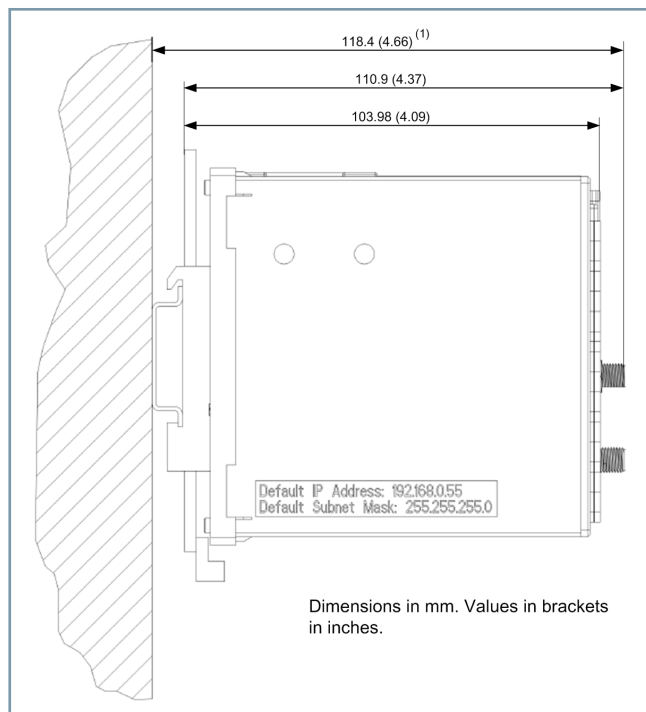 118.4 (4.66) (1)
110.9 (4.37)
103.98 (4.09)
Default IP Address: 192.168.0.55
Default Subnet Mask: 255.255.255.0
Dimensions in mm. Values in brackets
in inches.